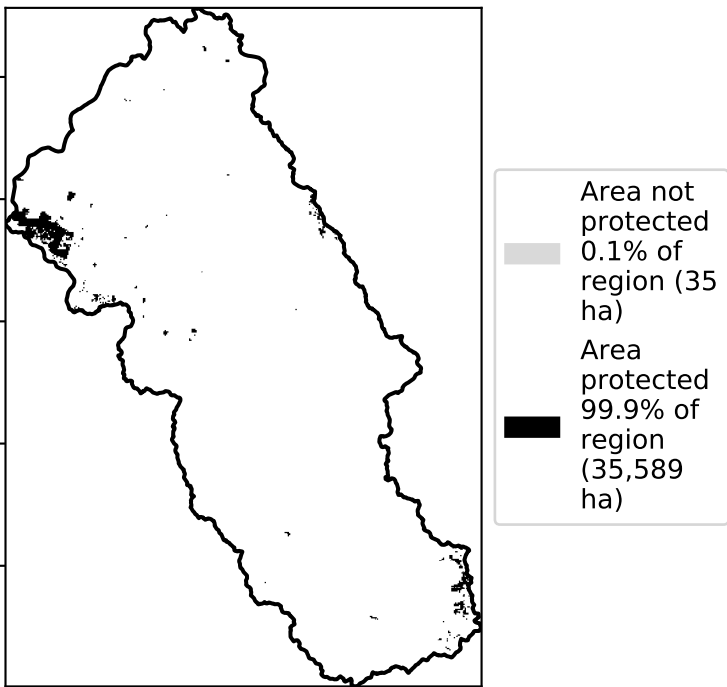 Area not
protected
0.1% of
region (35
ha)
Area
protected
99.9% of
region
(35,589
ha)